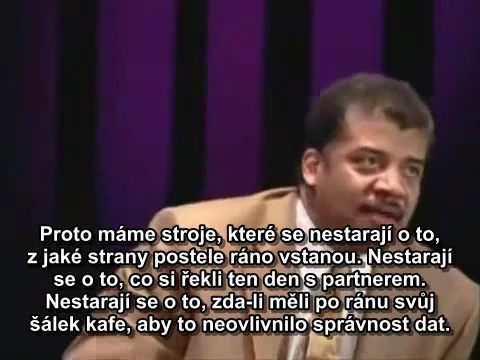 Proto máme stroje, které se nestarají o to,
z jaké strany postele ráno vstanou. Nestarají
se o to, co si řekli ten den s partnerem.
Nestarají se o to, zda-li měli po ránu svůj
šálek kafe, aby to neovlivnilo správnost dat.